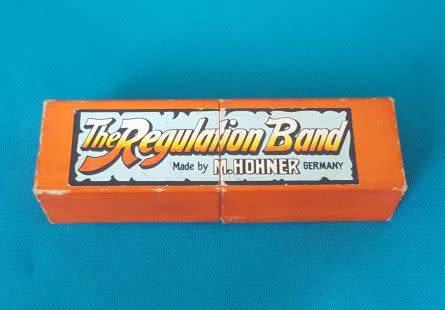 The Regulation Band
Made by M. HOHNER GERMANY